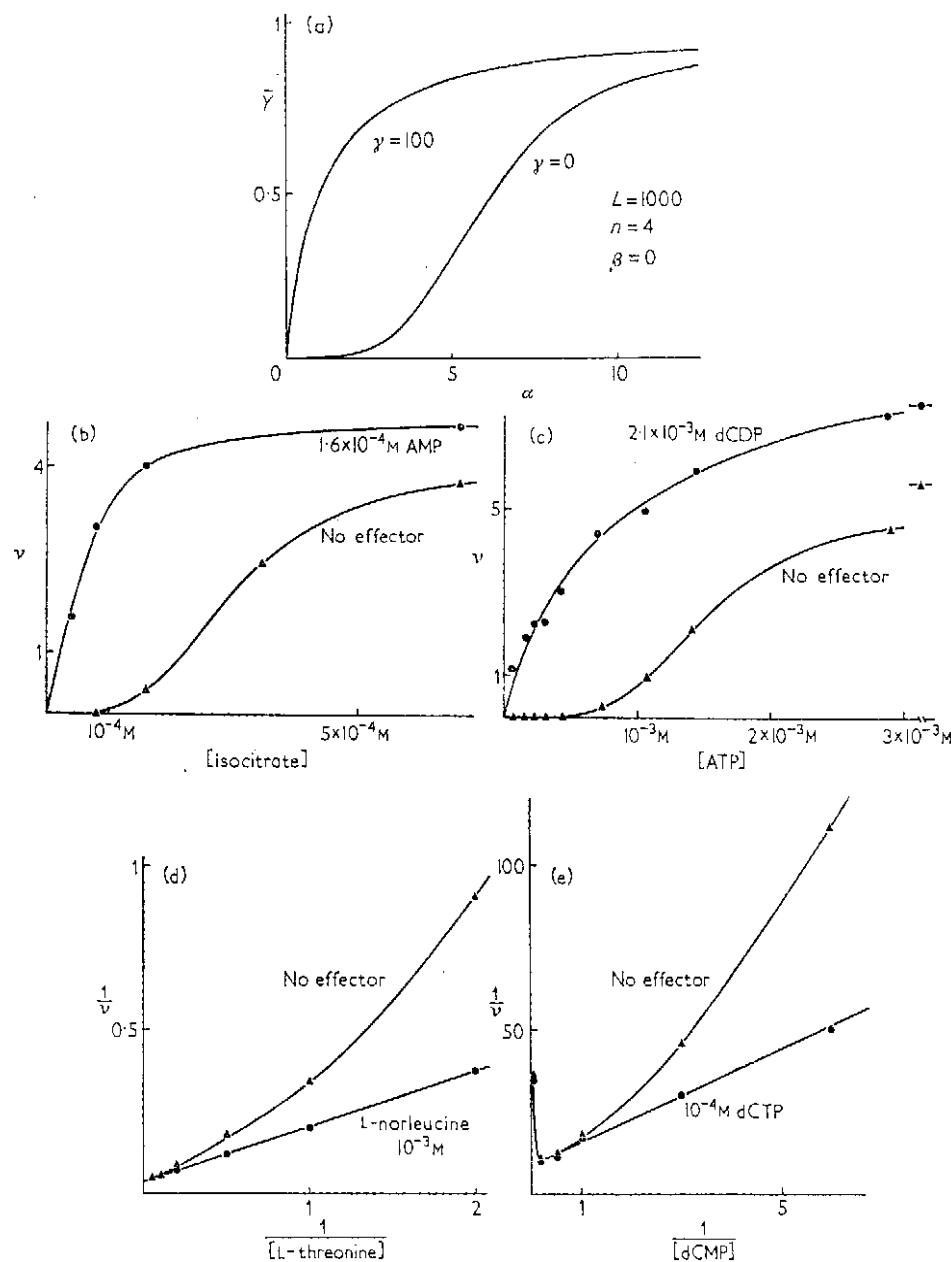 (a)
1
Ȳ
0·5
γ=100
γ=0
L=1000
n=4
β=0
0
5
10
α
(b)
1·6×10⁻⁴M AMP
4
ν
No effector
1
10⁻⁴M
5×10⁻⁴M
[isocitrate]
(c)
2·1×10⁻³M dCDP
5
ν
No effector
1
10⁻³M
2×10⁻³M
3×10⁻³M
[ATP]
(d)
1
No effector
1/ν
0·5
L-norleucine
10⁻³M
1
2
1/[L-threonine]
(e)
100
No effector
1/ν
50
10⁻⁴M dCTP
1
5
1/[dCMP]